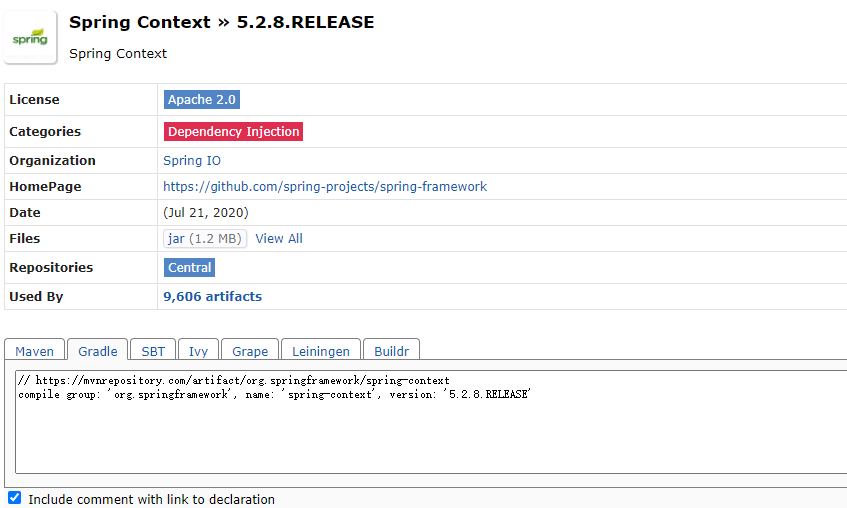 spring
Spring Context » 5.2.8.RELEASE
Spring Context
License Apache 2.0
Categories Dependency Injection
Organization Spring IO
HomePage https://github.com/spring-projects/spring-framework
Date (Jul 21, 2020)
Files jar (1.2 MB) View All
Repositories Central
Used By 9,606 artifacts
Maven Gradle SBT Ivy Grape Leiningen Buildr
// https://mvnrepository.com/artifact/org.springframework/spring-context
compile group: 'org.springframework', name: 'spring-context', version: '5.2.8.RELEASE'
Include comment with link to declaration